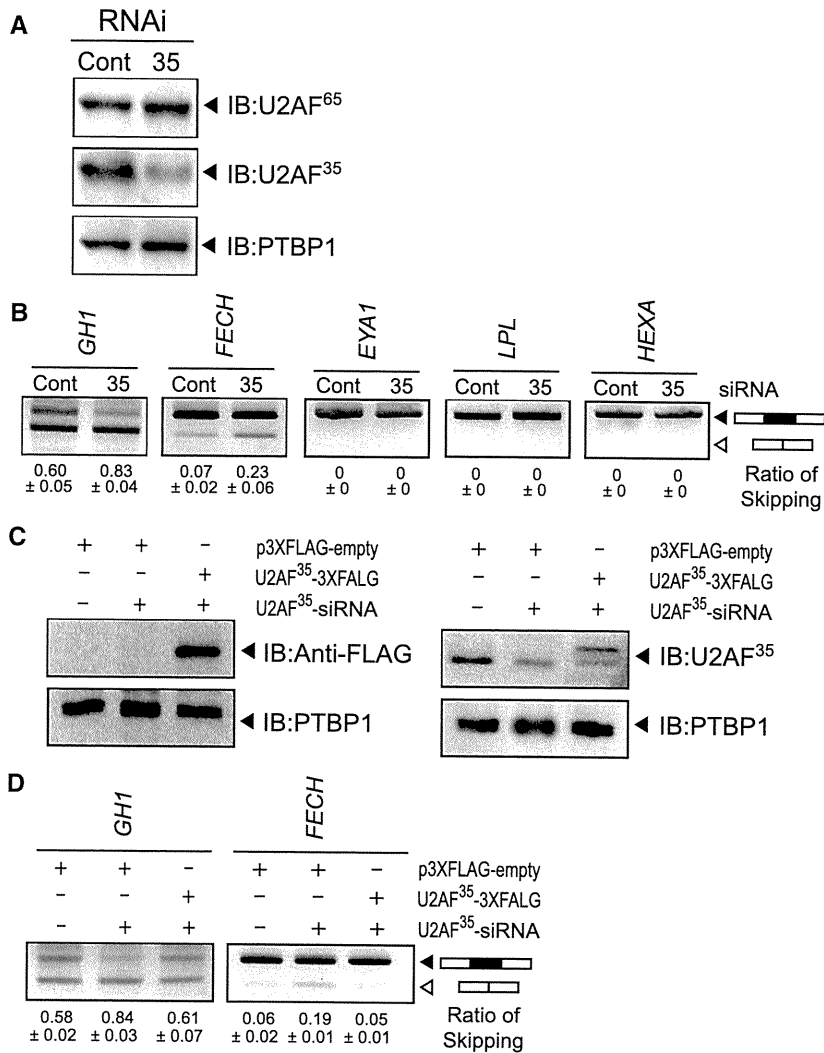 A
RNAi
Cont 35
IB:U2AF65
IB:U2AF35
IB:PTBP1
B
GH1 FECH EYA1 LPL HEXA
Cont 35 Cont 35 Cont 35 Cont 35 Cont 35 siRNA
0.60 0.83 0.07 0.23 0 0 0 0 0 0 Ratio of
± 0.05 ± 0.04 ± 0.02 ± 0.06 ± 0 ± 0 ± 0 ± 0 ± 0 ± 0 Skipping
C
+ + − p3XFLAG-empty
− − + U2AF35-3XFALG
− + + U2AF35-siRNA
IB:Anti-FLAG
IB:PTBP1
+ + − p3XFLAG-empty
− − + U2AF35-3XFALG
− + + U2AF35-siRNA
IB:U2AF35
IB:PTBP1
D
GH1 FECH
+ + − + + − p3XFLAG-empty
− − + − − + U2AF35-3XFALG
− + + − + + U2AF35-siRNA
0.58 0.84 0.61 0.06 0.19 0.05 Ratio of
± 0.02 ± 0.03 ± 0.07 ± 0.02 ± 0.01 ± 0.01 Skipping